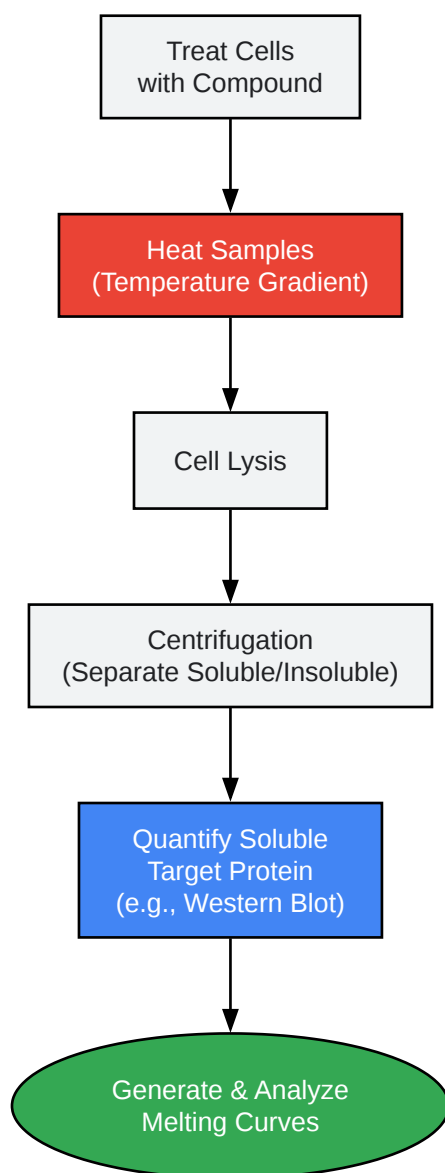 Treat Cells
with Compound
Heat Samples
(Temperature Gradient)
Cell Lysis
Centrifugation
(Separate Soluble/Insoluble)
Quantify Soluble
Target Protein
(e.g., Western Blot)
Generate & Analyze
Melting Curves